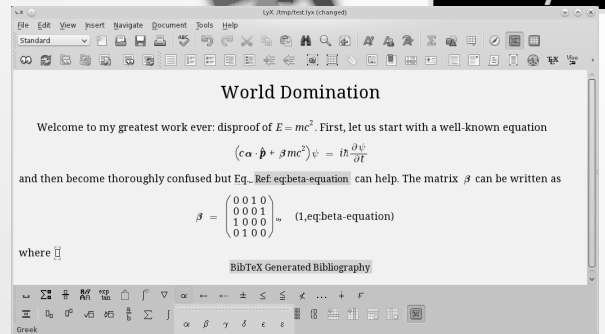 LyX: /tmp/test.lyx (changed)
File Edit View Insert Navigate Document Tools Help
Standard
World Domination
Welcome to my greatest work ever: disproof of E = mc². First, let us start with a well-known equation
(cα · p̂ + βmc²)ψ = iħ ∂ψ/∂t
and then become thoroughly confused but Eq. Ref: eq:beta-equation can help. The matrix β can be written as
β = (0 0 1 0
0 0 0 1
1 0 0 0
0 1 0 0), (1,eq:beta-equation)
where
BibTeX Generated Bibliography
exp tan
α β γ δ ϵ ε
Greek